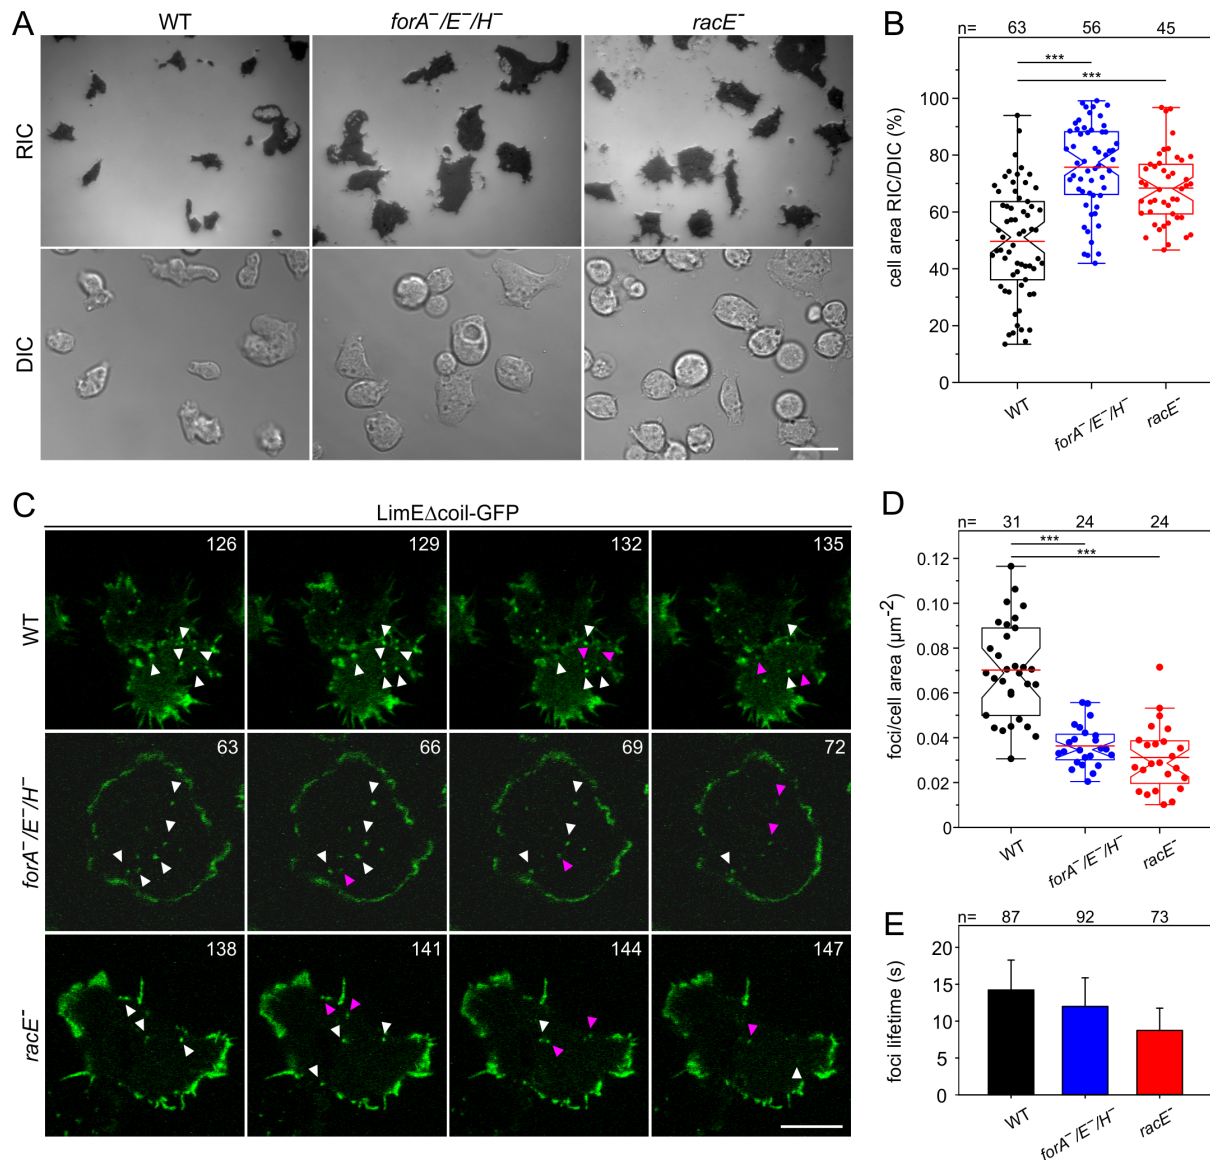 A
WT
forA⁻/E⁻/H⁻
racE⁻
RIC
DIC
B
n= 63 56 45
***
***
cell area RIC/DIC (%)
100
80
60
40
20
0
WT
forA⁻/E⁻/H⁻
racE⁻
C
LimEΔcoil-GFP
WT
126 129 132 135
forA⁻/E⁻/H⁻
63 66 69 72
racE⁻
138 141 144 147
D
n= 31 24 24
***
***
foci/cell area (µm⁻²)
0.12
0.10
0.08
0.06
0.04
0.02
0
WT
forA⁻/E⁻/H⁻
racE⁻
E
n= 87 92 73
foci lifetime (s)
20
15
10
5
0
WT
forA⁻/E⁻/H⁻
racE⁻